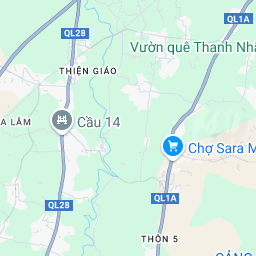 QL1A
QL28
Vườn quê Thanh Nhã
THIỆN GIÁO
Cầu 14
A LÂM
Chợ Sara M
QL1A
QL28
THÔN 5